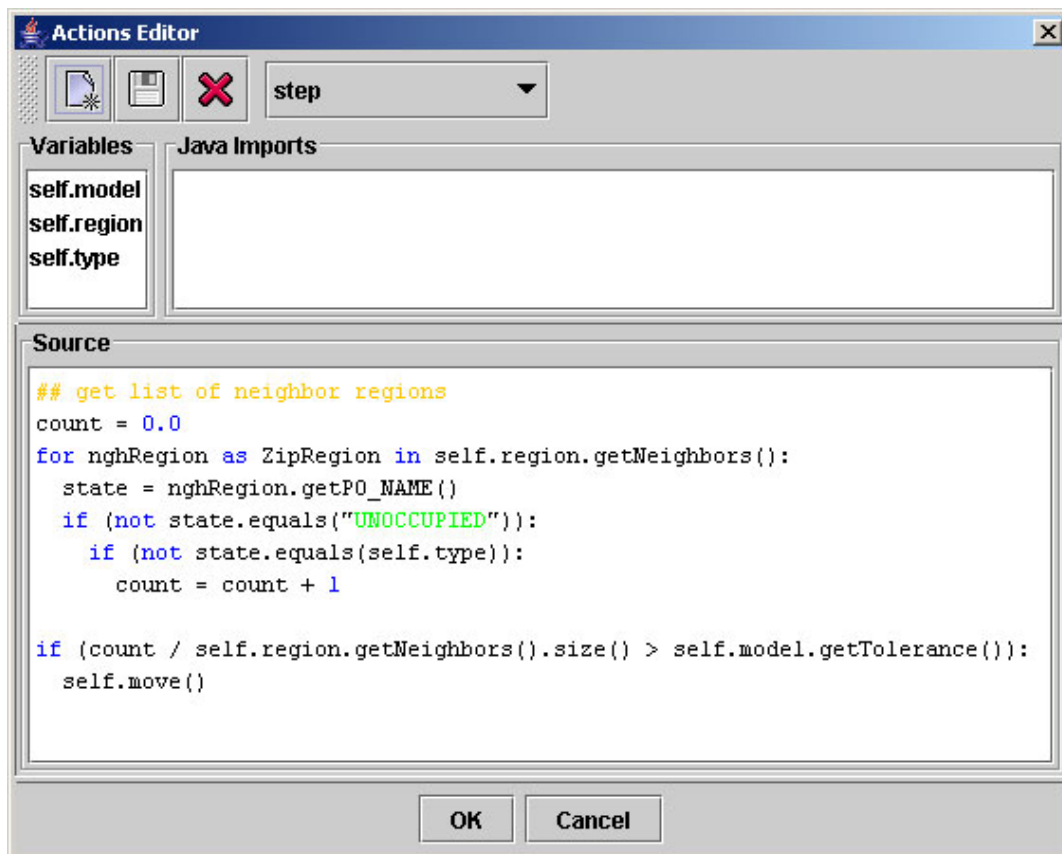 Actions Editor
step
Variables
Java Imports
self.model
self.region
self.type
Source
## get list of neighbor regions
count = 0.0
for nghRegion as ZipRegion in self.region.getNeighbors():
  state = nghRegion.getPO_NAME()
  if (not state.equals("UNOCCUPIED")):
    if (not state.equals(self.type)):
      count = count + 1
if (count / self.region.getNeighbors().size() > self.model.getTolerance()):
  self.move()
OK
Cancel